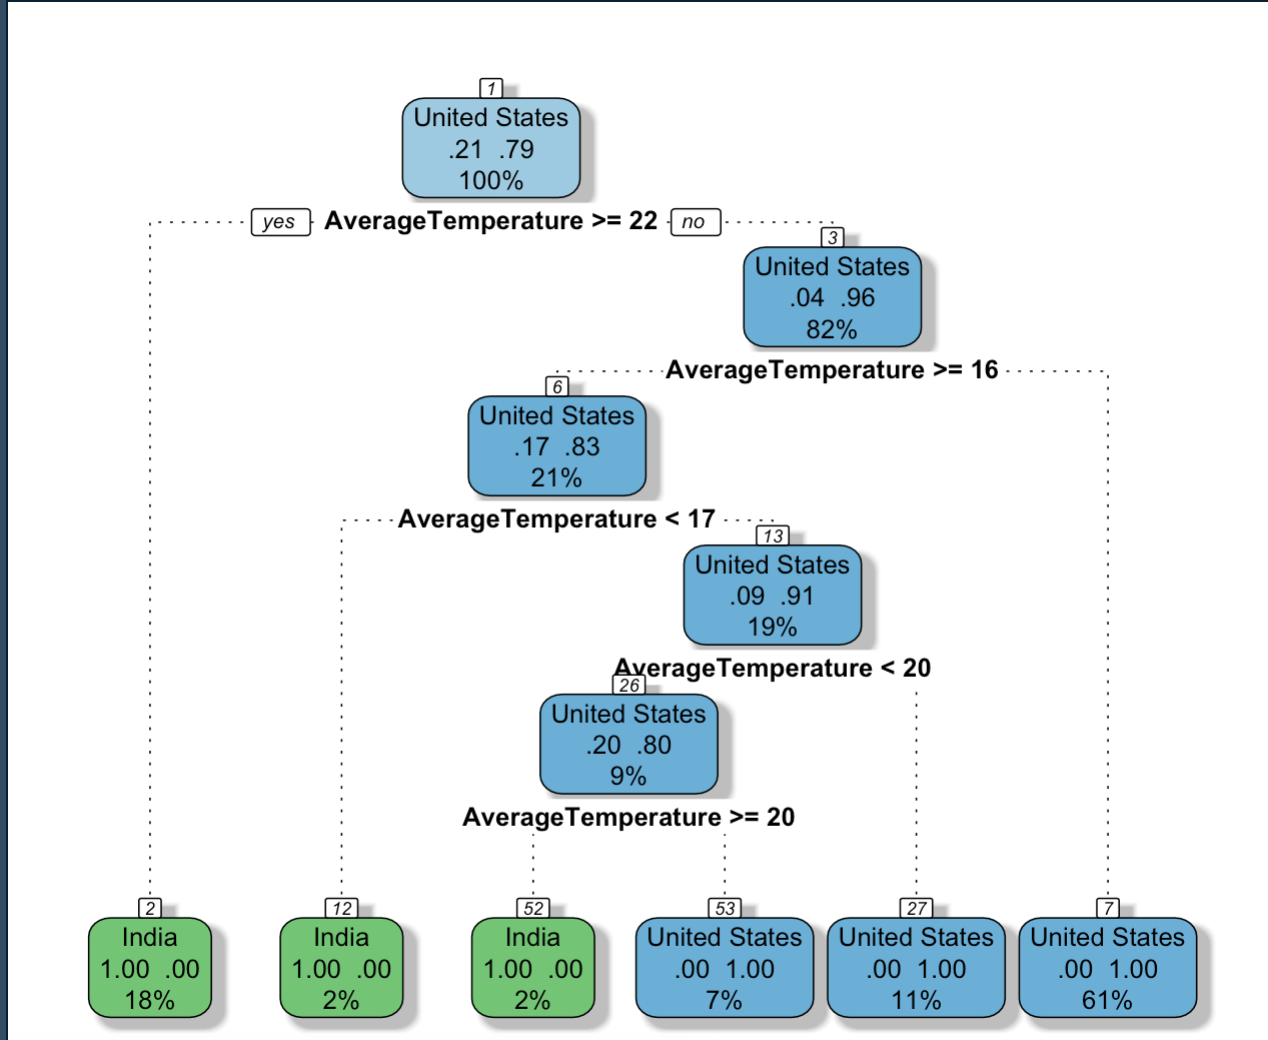 1
United States
.21 .79
100%
yes AverageTemperature >= 22 no
3
United States
.04 .96
82%
AverageTemperature >= 16
6
United States
.17 .83
21%
AverageTemperature < 17
13
United States
.09 .91
19%
AverageTemperature < 20
26
United States
.20 .80
9%
AverageTemperature >= 20
2
India
1.00 .00
18%
12
India
1.00 .00
2%
52
India
1.00 .00
2%
53
United States
.00 1.00
7%
27
United States
.00 1.00
11%
7
United States
.00 1.00
61%